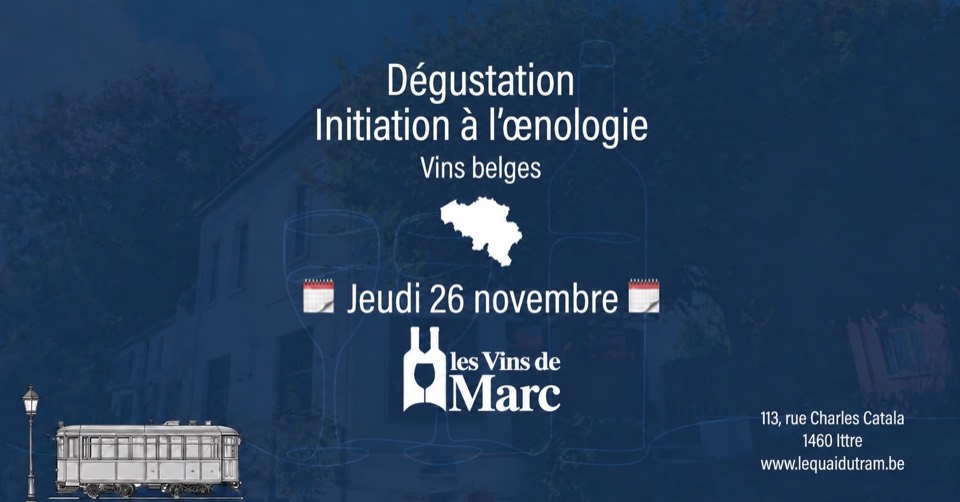 Dégustation
Initiation à l'œnologie
Vins belges
Jeudi 26 novembre
les Vins de
Marc
113, rue Charles Catala
1460 Ittre
www.lequaidutram.be